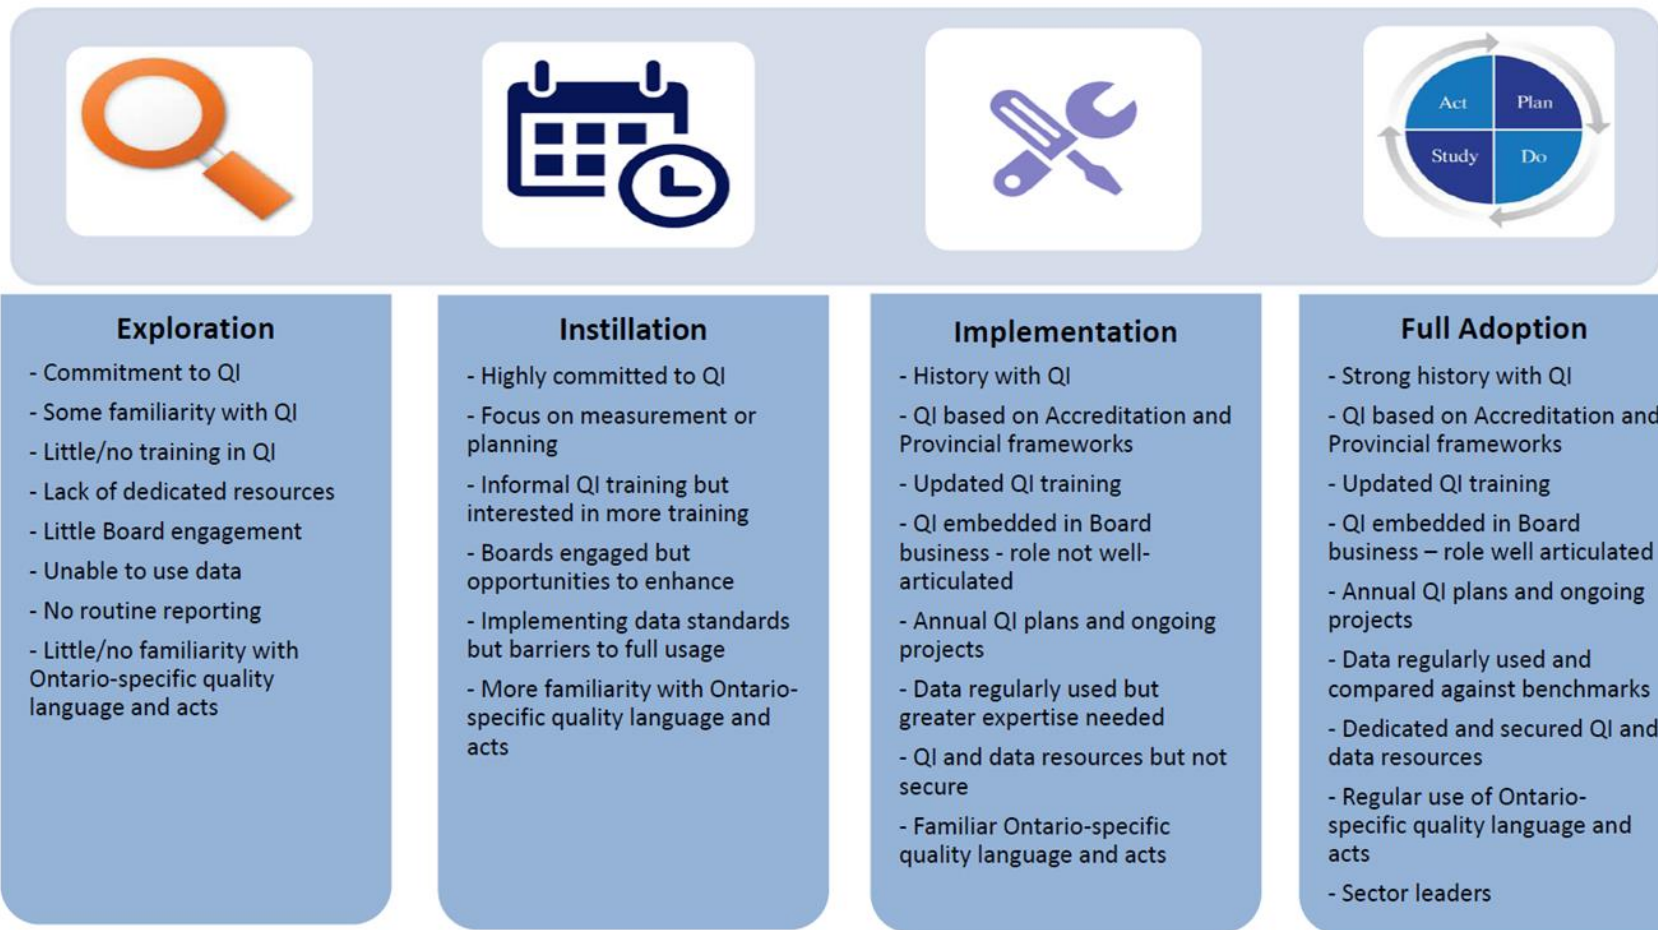 Act
Plan
Study
Do
Exploration
- Commitment to QI
- Some familiarity with QI
- Little/no training in QI
- Lack of dedicated resources
- Little Board engagement
- Unable to use data
- No routine reporting
- Little/no familiarity with
Ontario-specific quality
language and acts
Instillation
- Highly committed to QI
- Focus on measurement or
planning
- Informal QI training but
interested in more training
- Boards engaged but
opportunities to enhance
- Implementing data standards
but barriers to full usage
- More familiarity with Ontario-
specific quality language and
acts
Implementation
- History with QI
- QI based on Accreditation and
Provincial frameworks
- Updated QI training
- QI embedded in Board
business - role not well-
articulated
- Annual QI plans and ongoing
projects
- Data regularly used but
greater expertise needed
- QI and data resources but not
secure
- Familiar Ontario-specific
quality language and acts
Full Adoption
- Strong history with QI
- QI based on Accreditation and
Provincial frameworks
- Updated QI training
- QI embedded in Board
business – role well articulated
- Annual QI plans and ongoing
projects
- Data regularly used and
compared against benchmarks
- Dedicated and secured QI and
data resources
- Regular use of Ontario-
specific quality language and
acts
- Sector leaders